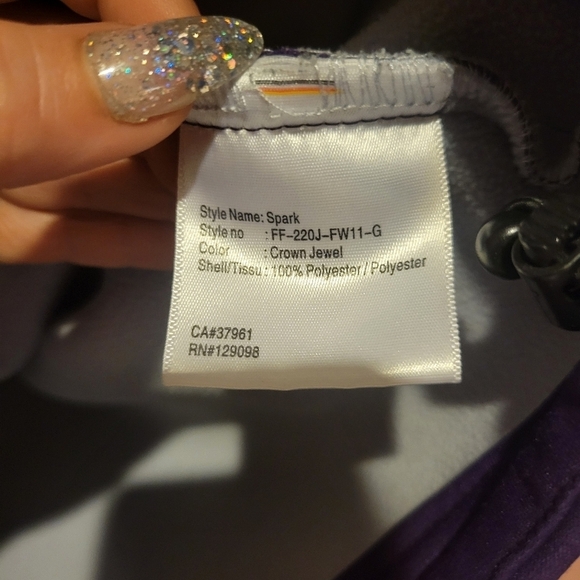 Style Name: Spark
Style no : FF-220J-FW11-G
Color : Crown Jewel
Shell/Tissu : 100% Polyester / Polyester
CA#37961
RN#129098